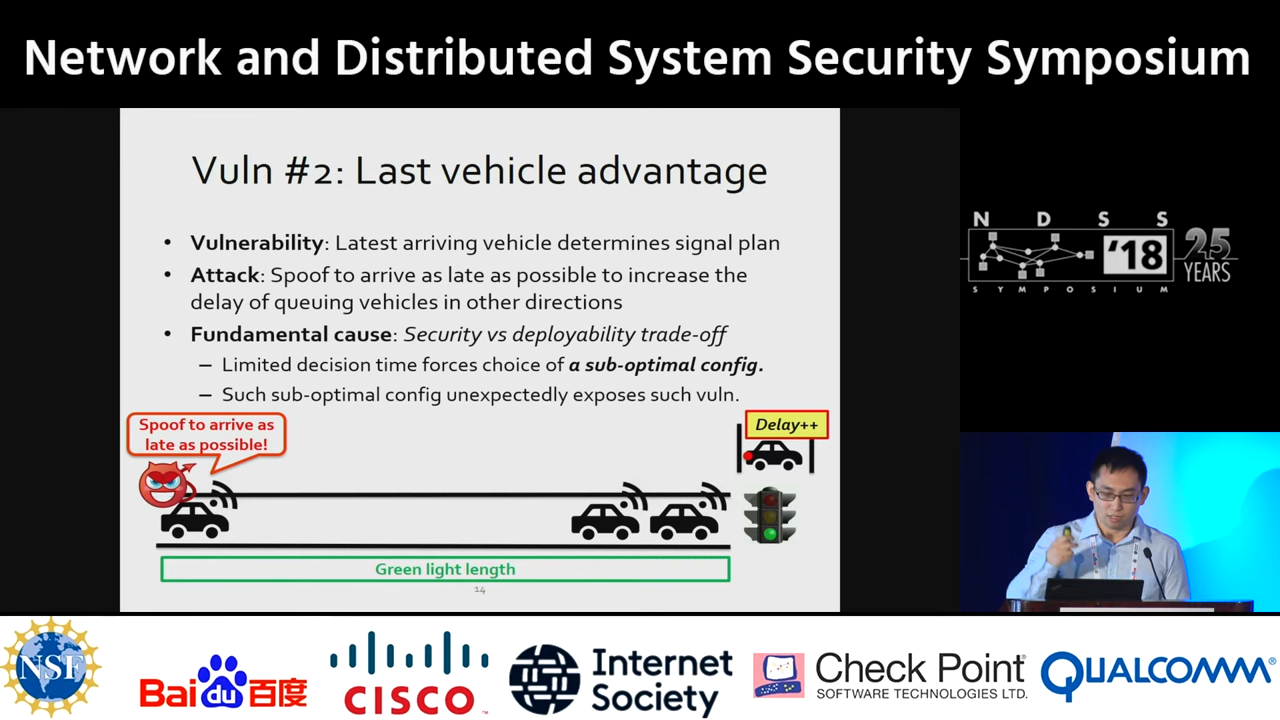 Network and Distributed System Security Symposium
Vuln #2: Last vehicle advantage
• Vulnerability: Latest arriving vehicle determines signal plan
• Attack: Spoof to arrive as late as possible to increase the
delay of queuing vehicles in other directions
• Fundamental cause: Security vs deployability trade-off
– Limited decision time forces choice of a sub-optimal config.
– Such sub-optimal config unexpectedly exposes such vuln.
Spoof to arrive as
late as possible!
Delay++
Green light length
14
N D S S
'18
25
YEARS
S Y M P O S I U M
NSF
Bai du 百度
CISCO™
Internet
Society
Check Point®
SOFTWARE TECHNOLOGIES LTD.
QUALCOMM®